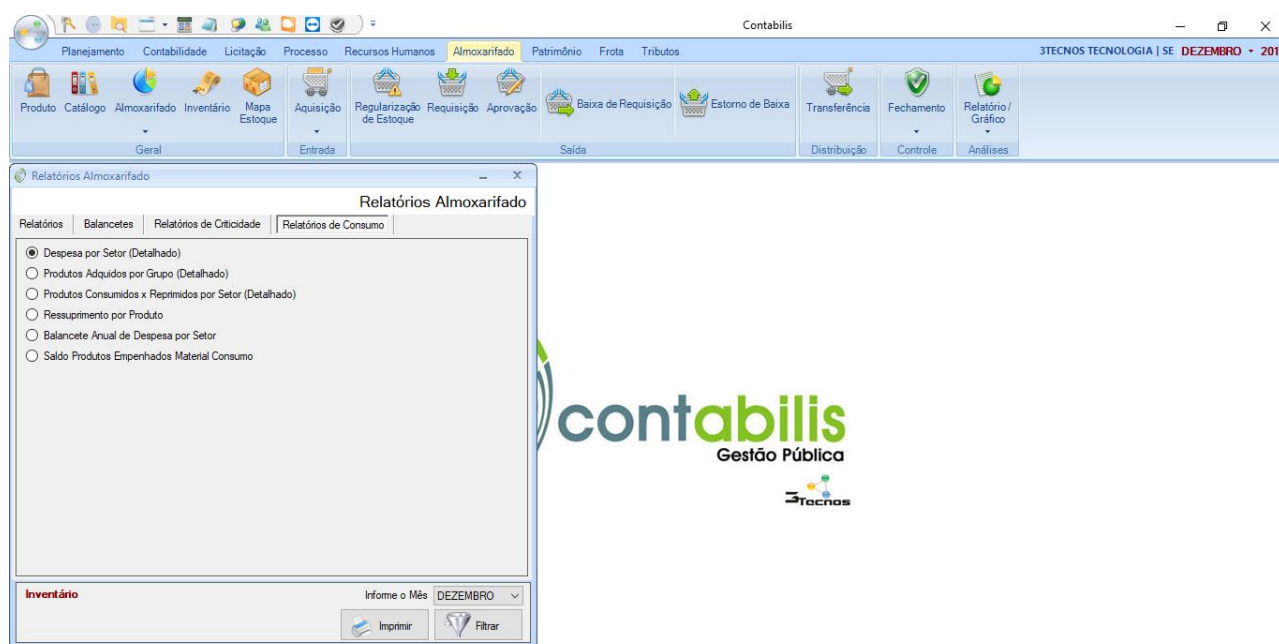 Contabilis
Planejamento Contabilidade Licitação Processo Recursos Humanos Almoxarifado Patrimônio Frota Tributos 3TECNOS TECNOLOGIA | SE DEZEMBRO 201
Produto Catálogo Almoxarifado Inventário Mapa Estoque Aquisição Regularização de Estoque Requisição Aprovação Baixa de Requisição Estorno de Baixa Transferência Fechamento Relatório / Gráfico
Geral Entrada Saída Distribuição Controle Análises
Relatórios Almoxarifado
Relatórios Almoxarifado
Relatórios Balancetes Relatórios de Criticidade Relatórios de Consumo
Despesa por Setor (Detalhado)
Produtos Adquidos por Grupo (Detalhado)
Produtos Consumidos x Reprimidos por Setor (Detalhado)
Ressuprimento por Produto
Balancete Anual de Despesa por Setor
Saldo Produtos Empenhados Material Consumo
contabilis
Gestão Pública
3Tecnos
Inventário Informe o Mês DEZEMBRO
Imprimir Filtrar